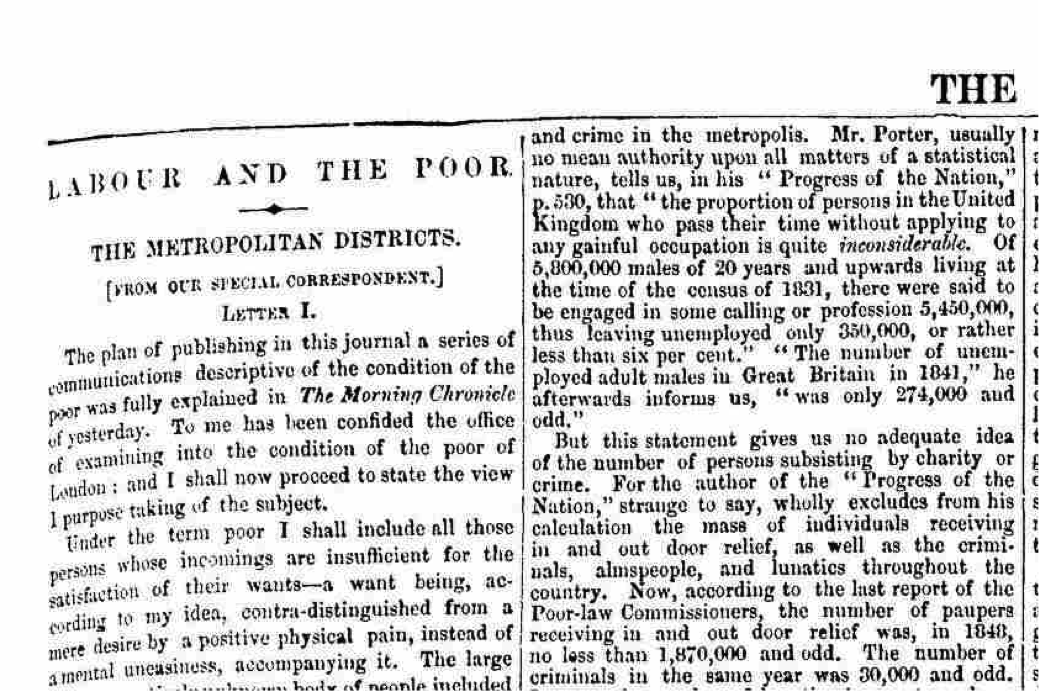 THE
LABOUR AND THE POOR.
THE METROPOLITAN DISTRICTS.
[FROM OUR SPECIAL CORRESPONDENT.]
LETTER I.
The plan of publishing in this journal a series of
communications descriptive of the condition of the
poor was fully explained in The Morning Chronicle
of yesterday. To me has been confided the office
of examining into the condition of the poor of
London; and I shall now proceed to state the view
I purpose taking of the subject.
Under the term poor I shall include all those
persons whose incomings are insufficient for the
satisfaction of their wants—a want being, ac-
cording to my idea, contra-distinguished from a
mere desire by a positive physical pain, instead of
a mental uneasiness, accompanying it. The large
body of people included
and crime in the metropolis. Mr. Porter, usually
no mean authority upon all matters of a statistical
nature, tells us, in his "Progress of the Nation,"
p. 530, that "the proportion of persons in the United
Kingdom who pass their time without applying to
any gainful occupation is quite inconsiderable. Of
5,800,000 males of 20 years and upwards living at
the time of the census of 1831, there were said to
be engaged in some calling or profession 5,450,000,
thus leaving unemployed only 350,000, or rather
less than six per cent." "The number of unem-
ployed adult males in Great Britain in 1841," he
afterwards informs us, "was only 274,000 and
odd."
But this statement gives us no adequate idea
of the number of persons subsisting by charity or
crime. For the author of the "Progress of the
Nation," strange to say, wholly excludes from his
calculation the mass of individuals receiving
in and out door relief, as well as the crimi-
nals, almspeople, and lunatics throughout the
country. Now, according to the last report of the
Poor-law Commissioners, the number of paupers
receiving in and out door relief was, in 1848,
no less than 1,870,000 and odd. The number of
criminals in the same year was 30,000 and odd.